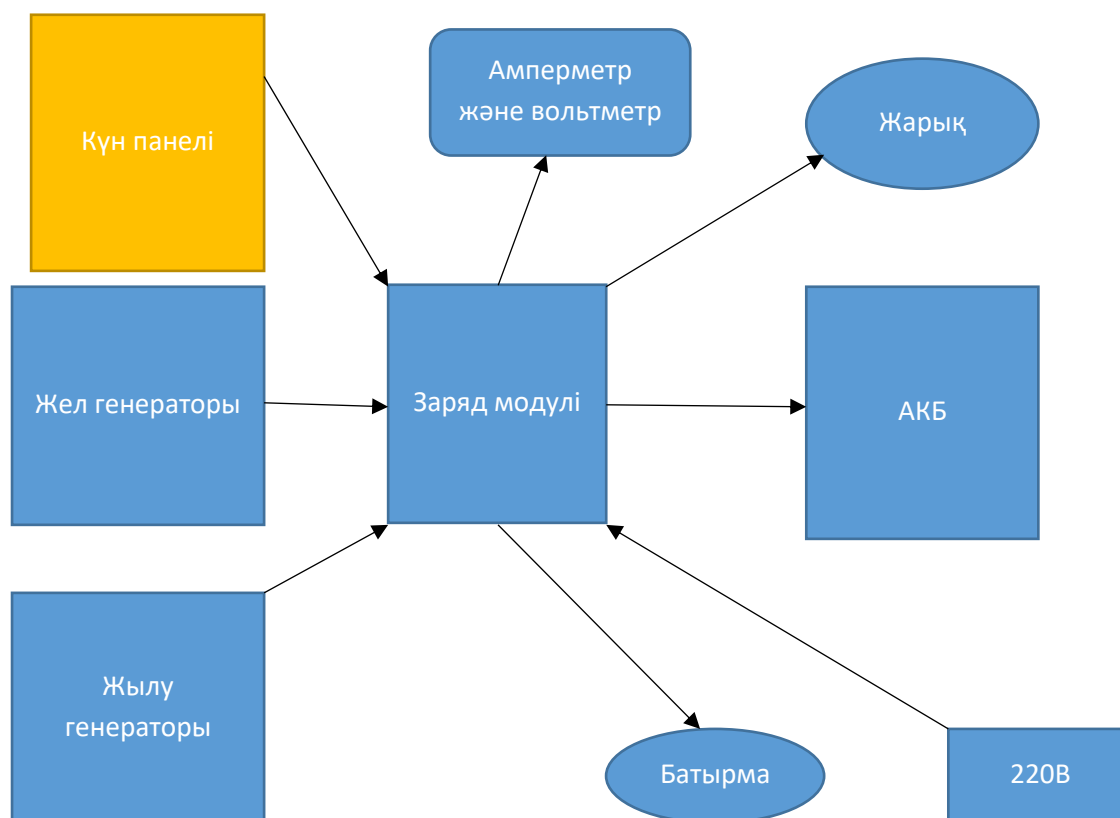 Күн панелі
Амперметр
және вольтметр
Жарық
Жел генераторы
Заряд модулі
АКБ
Жылу
генераторы
Батырма
220В